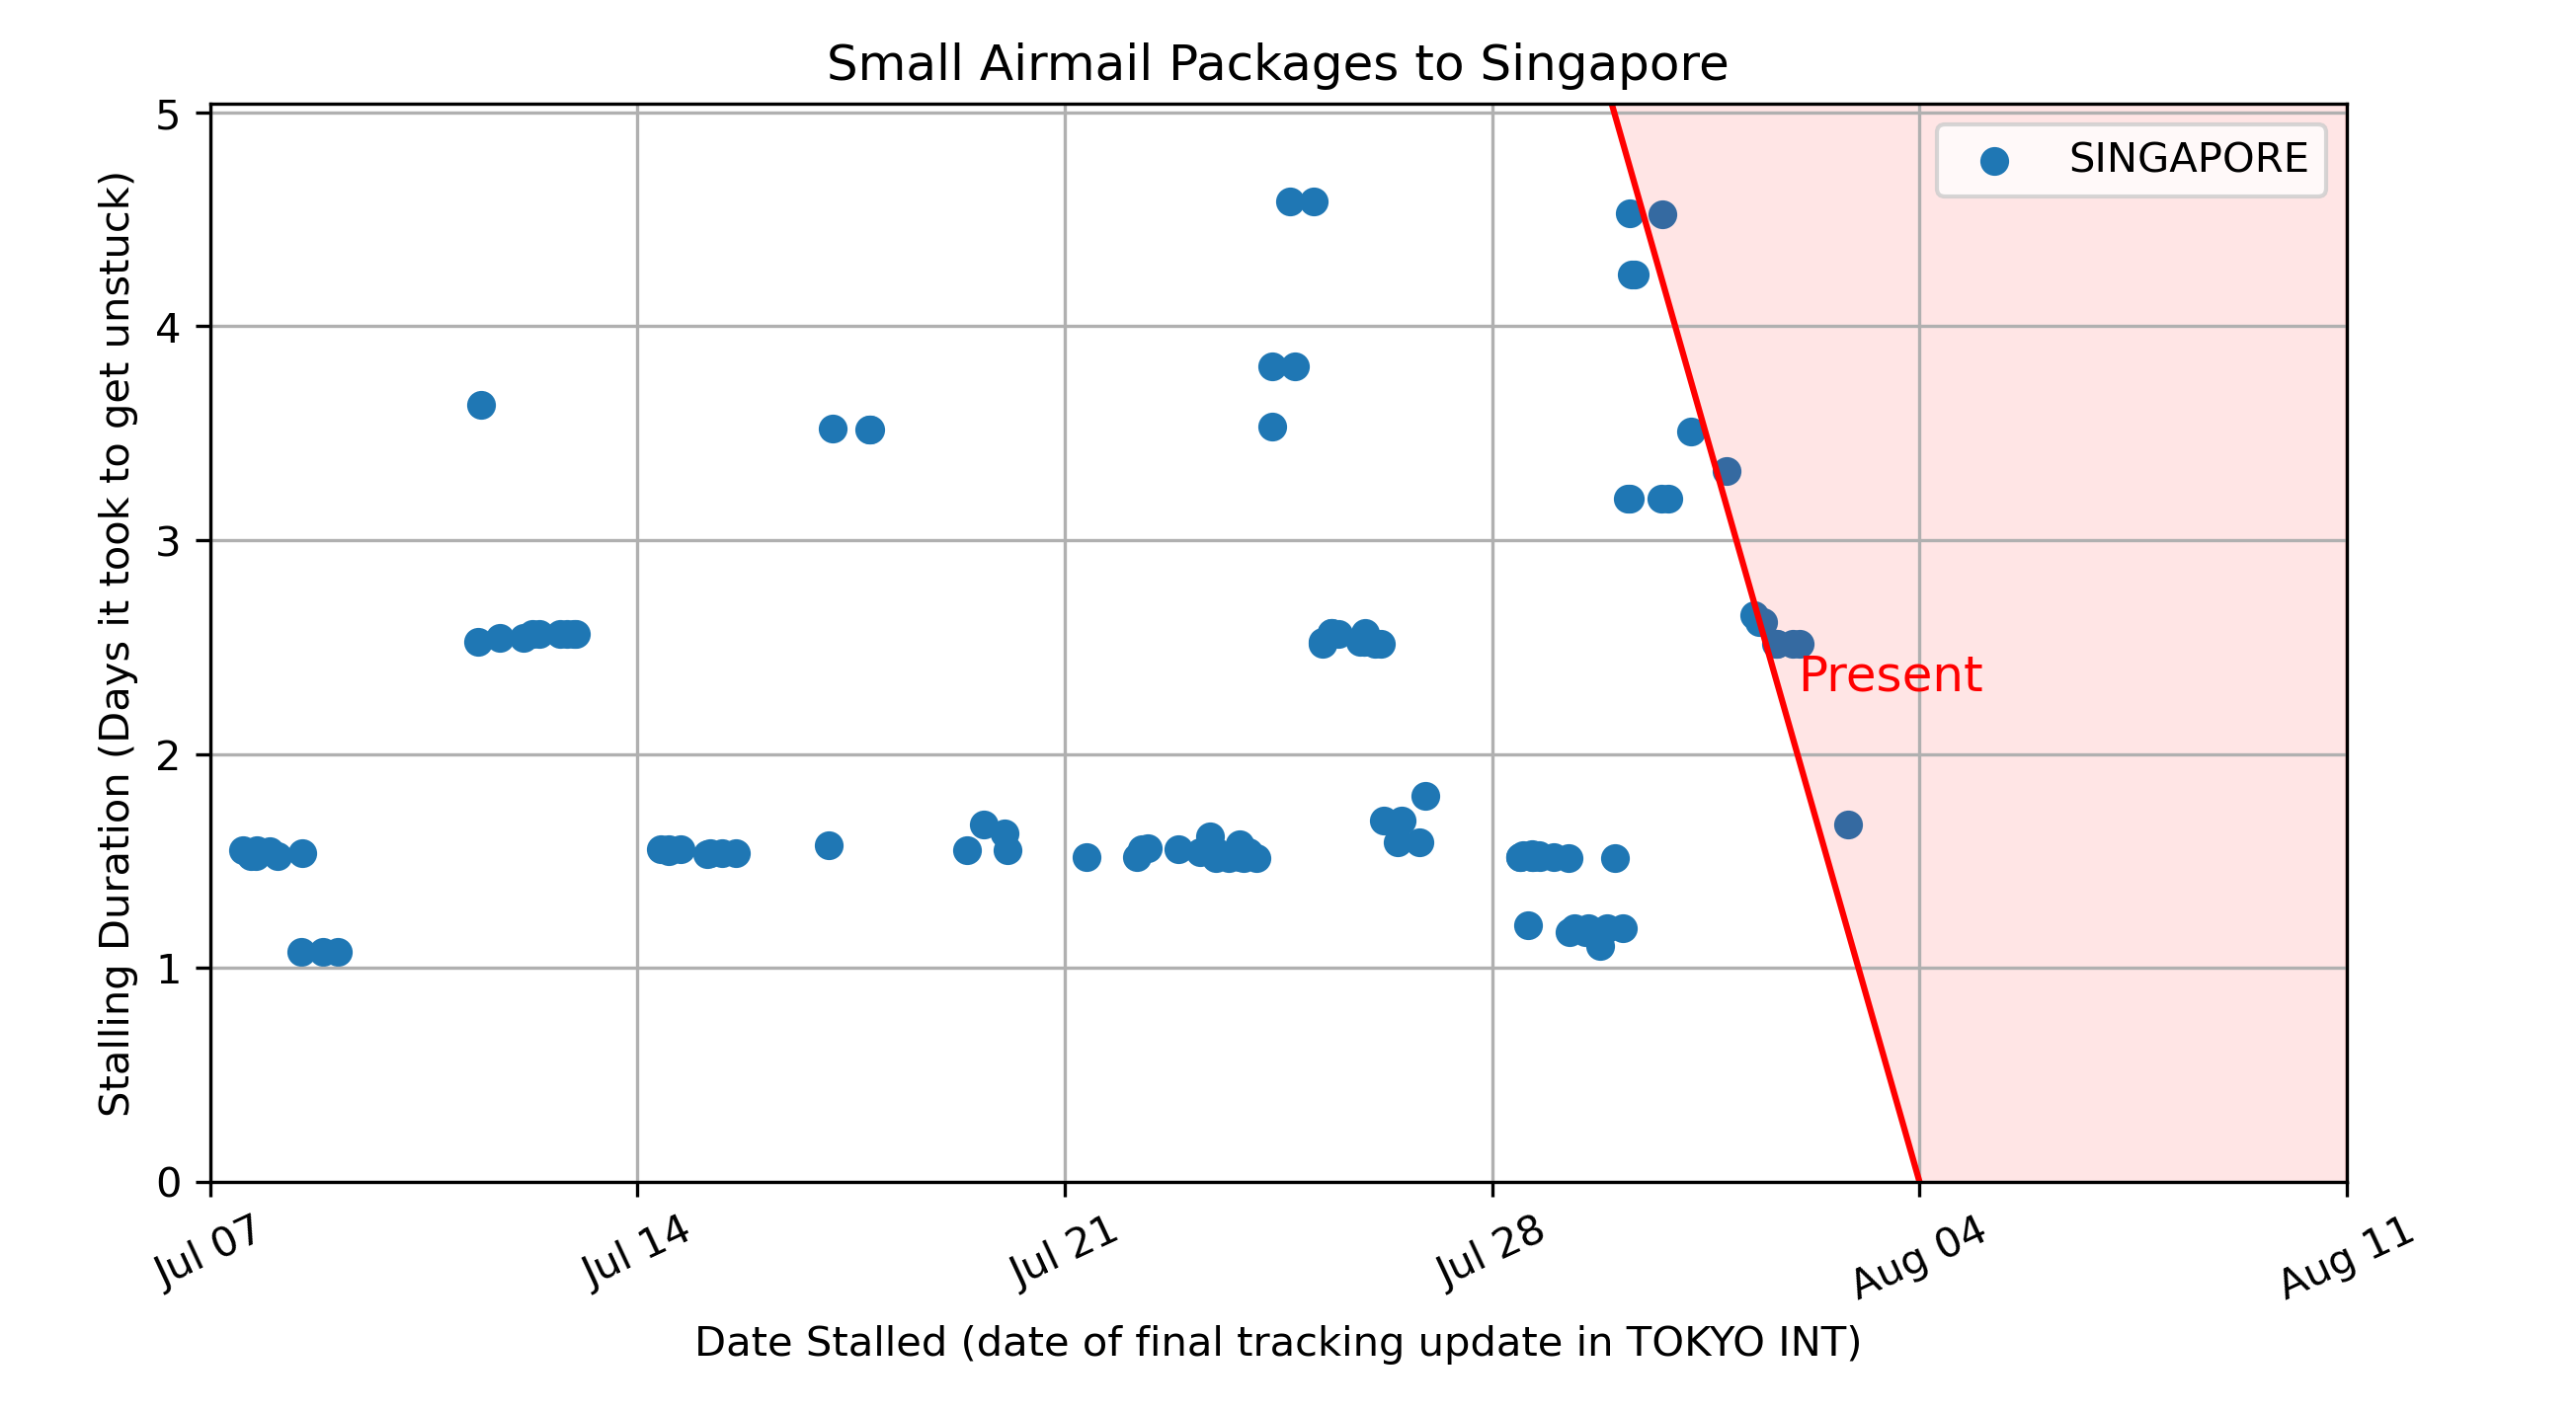 Small Airmail Packages to Singapore
Stalling Duration (Days it took to get unstuck)
5
4
3
2
1
0
SINGAPORE
Present
Jul 07
Jul 14
Jul 21
Jul 28
Aug 04
Aug 11
Date Stalled (date of final tracking update in TOKYO INT)